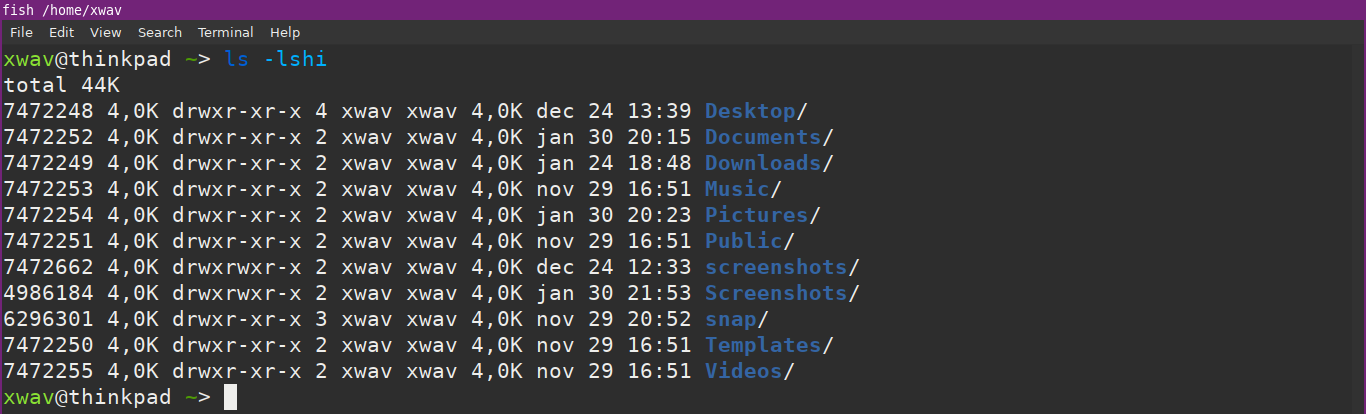 fish /home/xwav
File Edit View Search Terminal Help
xwav@thinkpad ~> ls -lshi
total 44K
7472248 4,0K drwxr-xr-x 4 xwav xwav 4,0K dec 24 13:39 Desktop/
7472252 4,0K drwxr-xr-x 2 xwav xwav 4,0K jan 30 20:15 Documents/
7472249 4,0K drwxr-xr-x 2 xwav xwav 4,0K jan 24 18:48 Downloads/
7472253 4,0K drwxr-xr-x 2 xwav xwav 4,0K nov 29 16:51 Music/
7472254 4,0K drwxr-xr-x 2 xwav xwav 4,0K jan 30 20:23 Pictures/
7472251 4,0K drwxr-xr-x 2 xwav xwav 4,0K nov 29 16:51 Public/
7472662 4,0K drwxrwxr-x 2 xwav xwav 4,0K dec 24 12:33 screenshots/
4986184 4,0K drwxrwxr-x 2 xwav xwav 4,0K jan 30 21:53 Screenshots/
6296301 4,0K drwxr-xr-x 3 xwav xwav 4,0K nov 29 20:52 snap/
7472250 4,0K drwxr-xr-x 2 xwav xwav 4,0K nov 29 16:51 Templates/
7472255 4,0K drwxr-xr-x 2 xwav xwav 4,0K nov 29 16:51 Videos/
xwav@thinkpad ~>